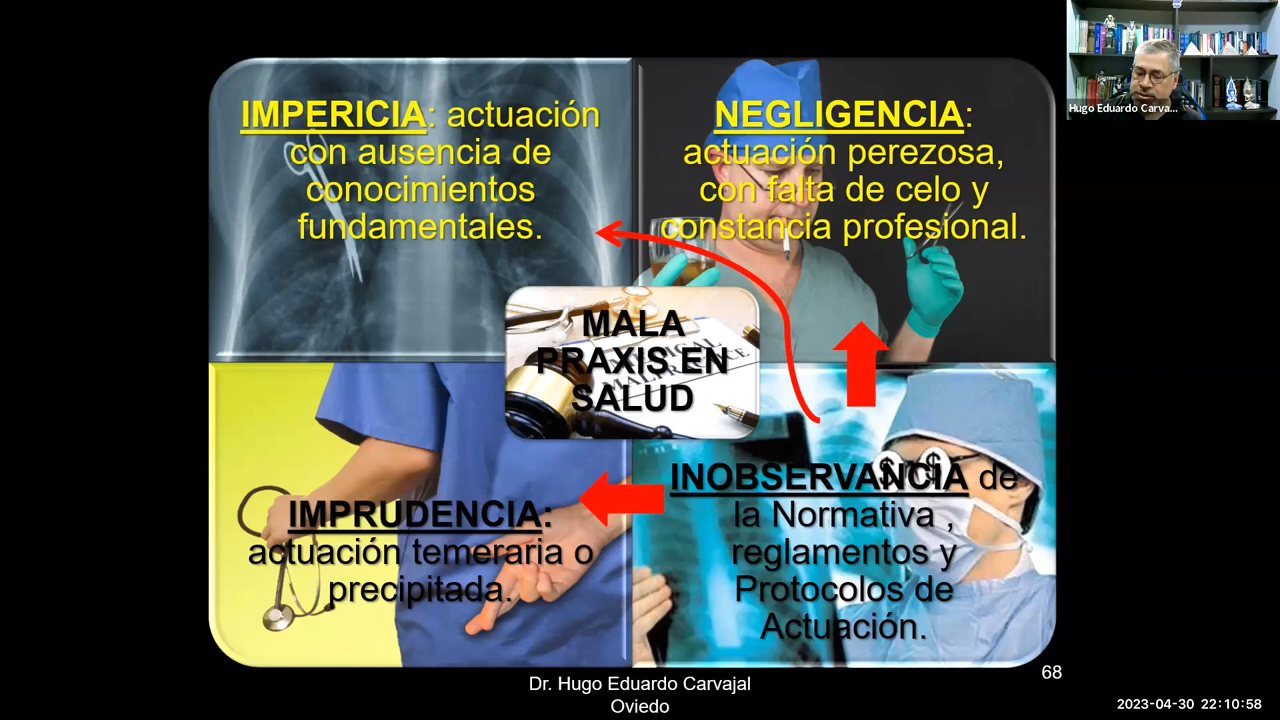 IMPERICIA: actuación
con ausencia de
conocimientos
fundamentales.
NEGLIGENCIA:
actuación perezosa,
con falta de celo y
constancia profesional.
MALA
PRAXIS EN
SALUD
MEDICAL
MALPRACTICE
IMPRUDENCIA:
actuación temeraria o
precipitada.
INOBSERVANCIA de
la Normativa ,
reglamentos y
Protocolos de
Actuación.
$ $
Dr. Hugo Eduardo Carvajal
Oviedo
68
Hugo Eduardo Carva...
2023-04-30 22:10:58